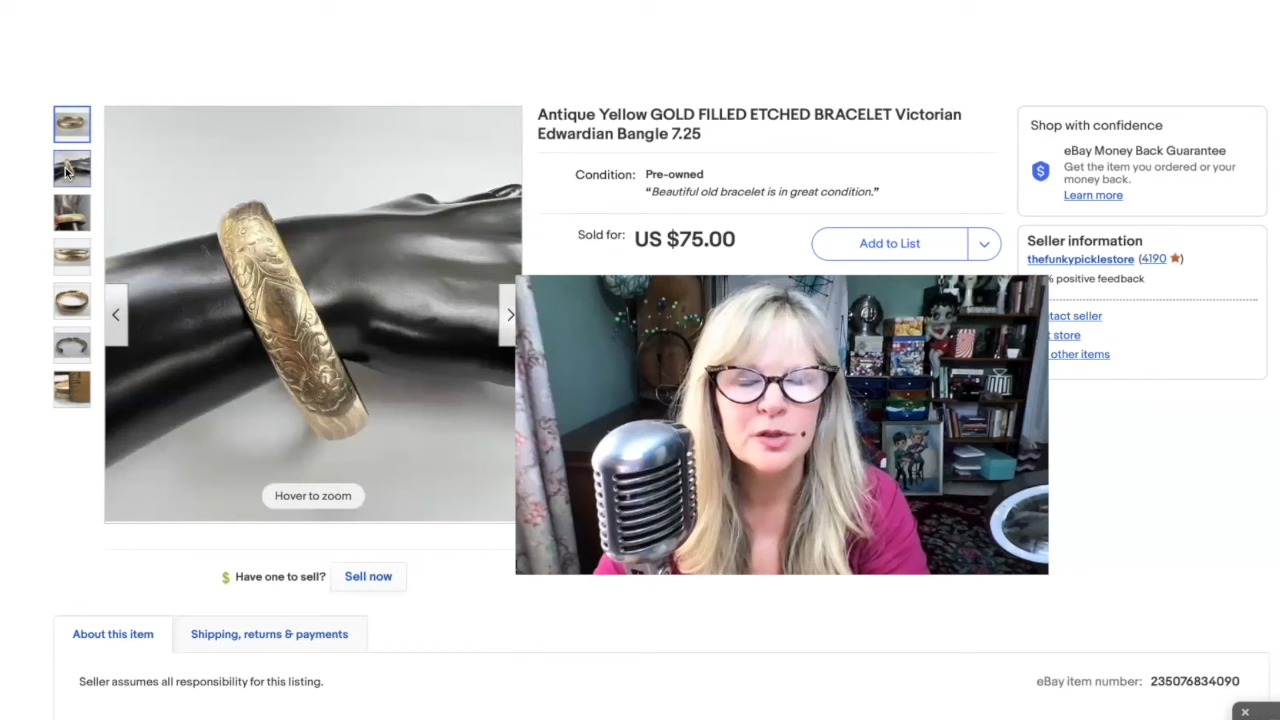 Antique Yellow GOLD FILLED ETCHED BRACELET Victorian
Edwardian Bangle 7.25
Condition: Pre-owned
“Beautiful old bracelet is in great condition.”
Sold for: US $75.00
Add to List
Shop with confidence
eBay Money Back Guarantee
Get the item you ordered or your
money back.
Learn more
Seller information
thefunkypicklestore (4190 )
% positive feedback
tact seller
store
other items
Hover to zoom
Have one to sell? Sell now
About this item
Shipping, returns & payments
Seller assumes all responsibility for this listing.
eBay item number: 235076834090